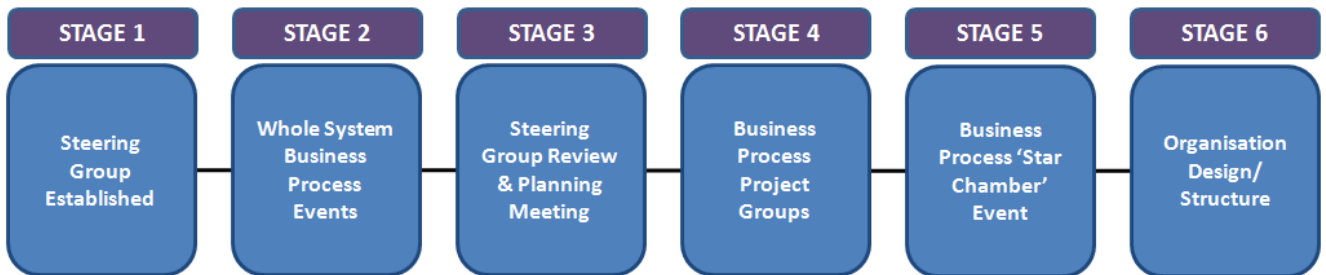 STAGE 1
STAGE 2
STAGE 3
STAGE 4
STAGE 5
STAGE 6
Steering
Group
Established
Whole System
Business
Process
Events
Steering
Group Review
& Planning
Meeting
Business
Process
Project
Groups
Business
Process ‘Star
Chamber’
Event
Organisation
Design/
Structure